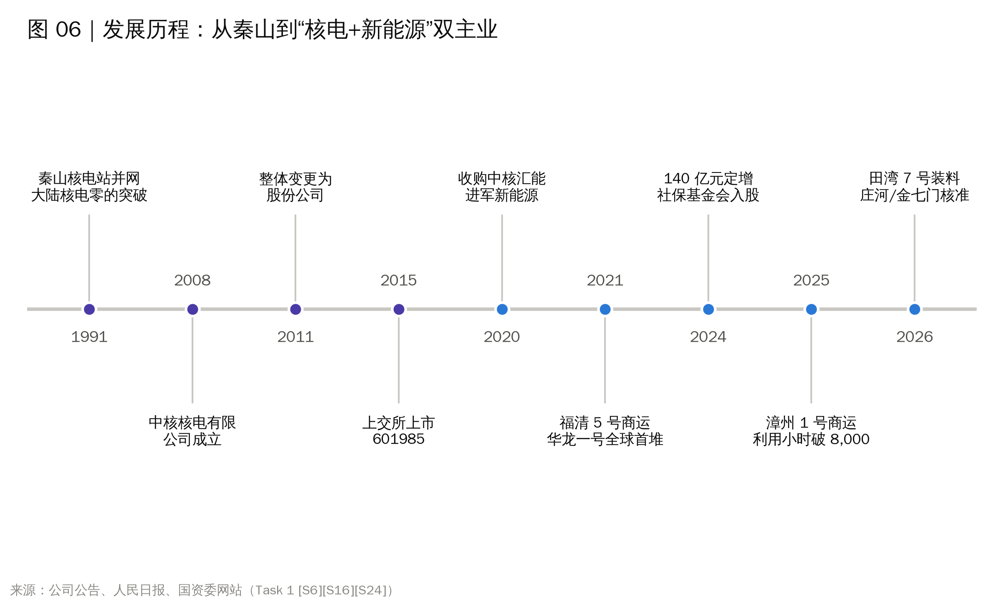 图 06｜发展历程：从秦山到“核电+新能源”双主业
秦山核电站并网
大陆核电零的突破
1991
2008
中核核电有限
公司成立
整体变更为
股份公司
2011
2015
上交所上市
601985
收购中核汇能
进军新能源
2020
2021
福清 5 号商运
华龙一号全球首堆
140 亿元定增
社保基金会入股
2024
2025
漳州 1 号商运
利用小时破 8,000
田湾 7 号装料
庄河/金七门核准
2026
来源：公司公告、人民日报、国资委网站（Task 1 [S6][S16][S24]）